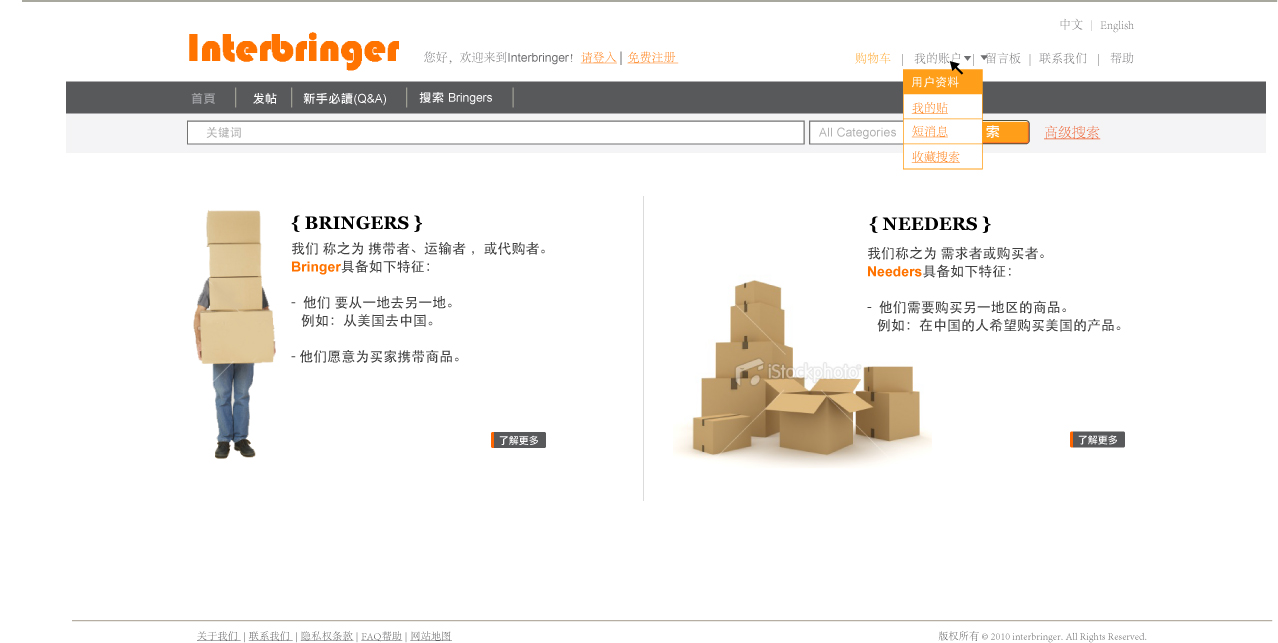 中文 | English
Interbringer
您好，欢迎来到Interbringer! 请登入 | 免费注册
购物车 | 我的账户 | 留言板 | 联系我们 | 帮助
用户资料
我的贴
短消息
收藏搜索
首頁 | 发帖 | 新手必讀(Q&A) | 搜索 Bringers |
关键词
All Categories
索
高级搜索
{ BRINGERS }
我们 称之为 携带者、运输者 ，或代购者。
Bringer具备如下特征：
- 他们 要从一地去另一地。
例如：从美国去中国。
- 他们愿意为买家携带商品。
了解更多
{ NEEDERS }
我们称之为 需求者或购买者。
Needers具备如下特征：
- 他们需要购买另一地区的商品。
例如：在中国的人希望购买美国的产品。
iStockphoto
了解更多
关于我们 | 联系我们 | 隐私权条款 | FAQ帮助 | 网站地图
版权所有 © 2010 interbringer. All Rights Reserved.